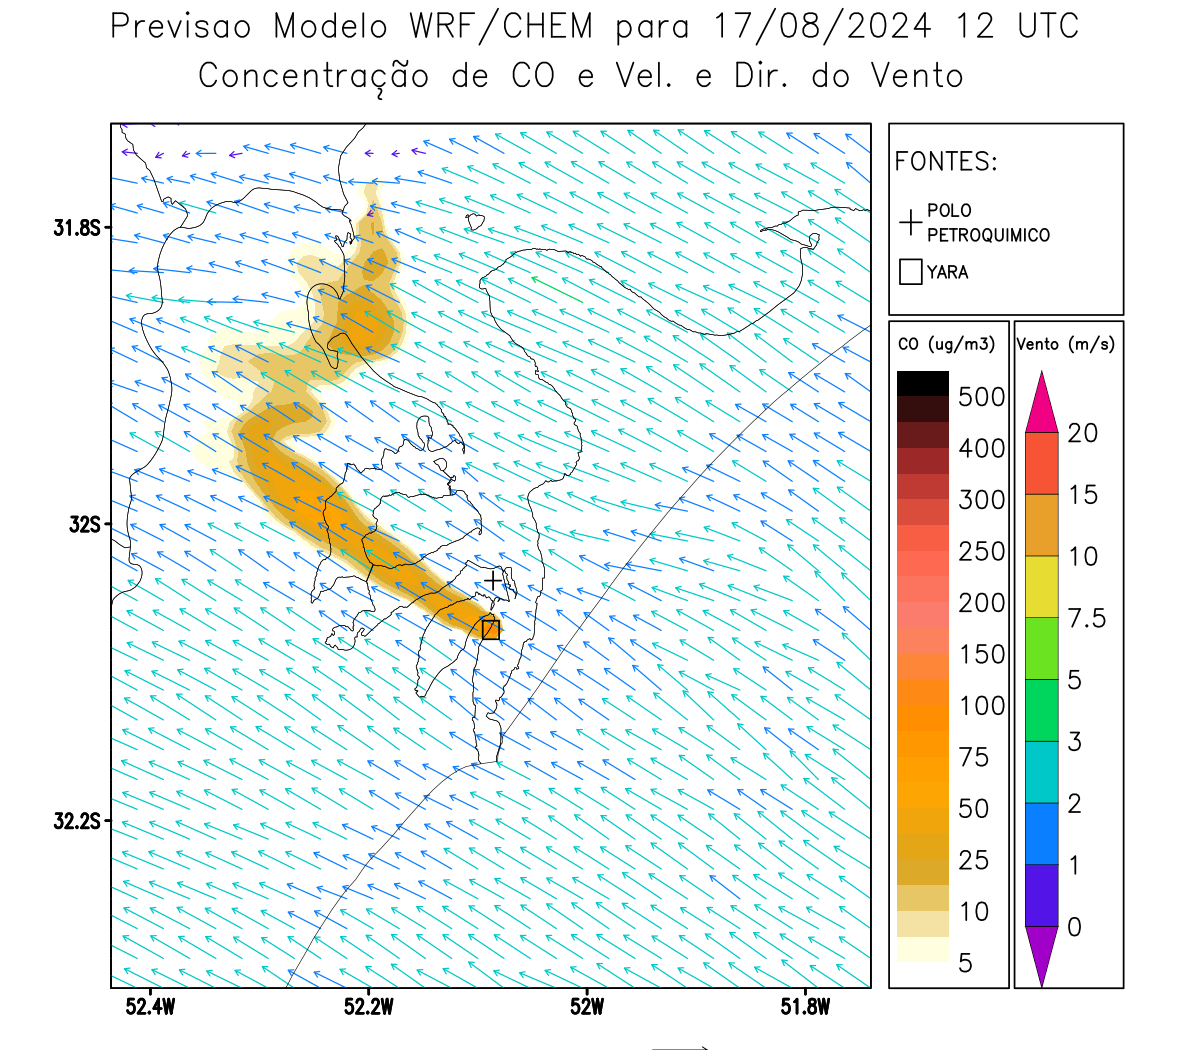 Previsao Modelo WRF/CHEM para 17/08/2024 12 UTC
Concentração de CO e Vel. e Dir. do Vento
FONTES:
POLO
PETROQUIMICO
YARA
CO (ug/m3)
500
400
300
250
200
150
100
75
50
25
10
5
Vento (m/s)
20
15
10
7.5
5
3
2
1
0
31.8S
32S
32.2S
52.4W
52.2W
52W
51.8W